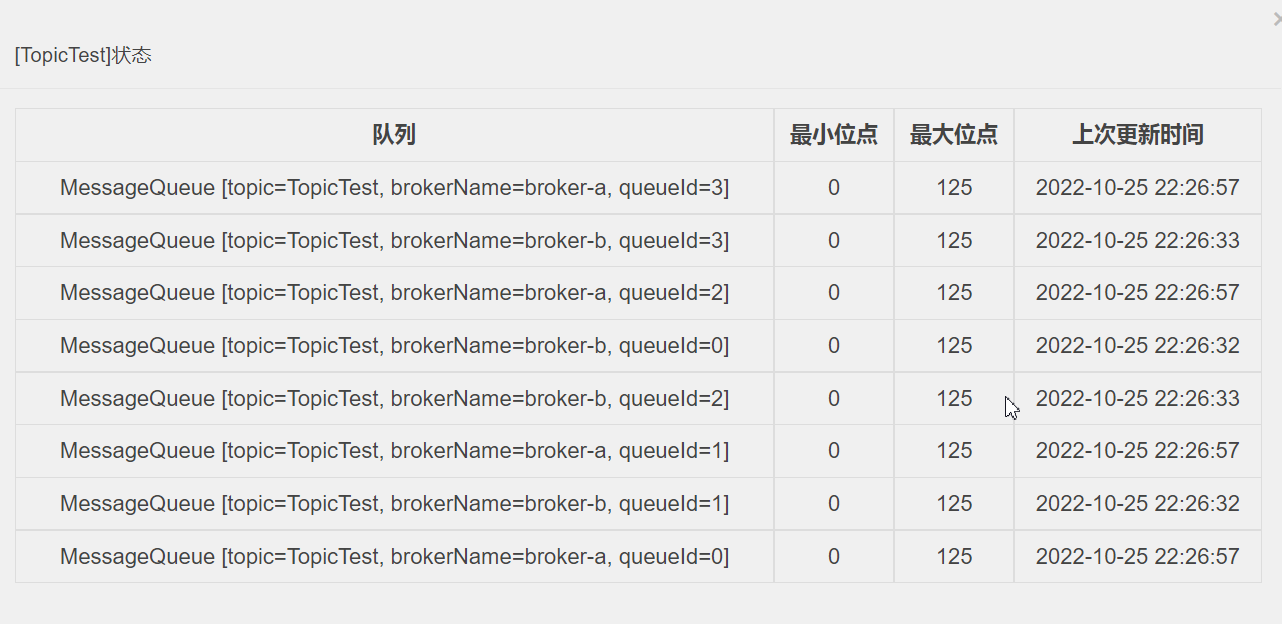 [TopicTest]状态
队列 最小位点 最大位点 上次更新时间
MessageQueue [topic=TopicTest, brokerName=broker-a, queueId=3] 0 125 2022-10-25 22:26:57
MessageQueue [topic=TopicTest, brokerName=broker-b, queueId=3] 0 125 2022-10-25 22:26:33
MessageQueue [topic=TopicTest, brokerName=broker-a, queueId=2] 0 125 2022-10-25 22:26:57
MessageQueue [topic=TopicTest, brokerName=broker-b, queueId=0] 0 125 2022-10-25 22:26:32
MessageQueue [topic=TopicTest, brokerName=broker-b, queueId=2] 0 125 2022-10-25 22:26:33
MessageQueue [topic=TopicTest, brokerName=broker-a, queueId=1] 0 125 2022-10-25 22:26:57
MessageQueue [topic=TopicTest, brokerName=broker-b, queueId=1] 0 125 2022-10-25 22:26:32
MessageQueue [topic=TopicTest, brokerName=broker-a, queueId=0] 0 125 2022-10-25 22:26:57